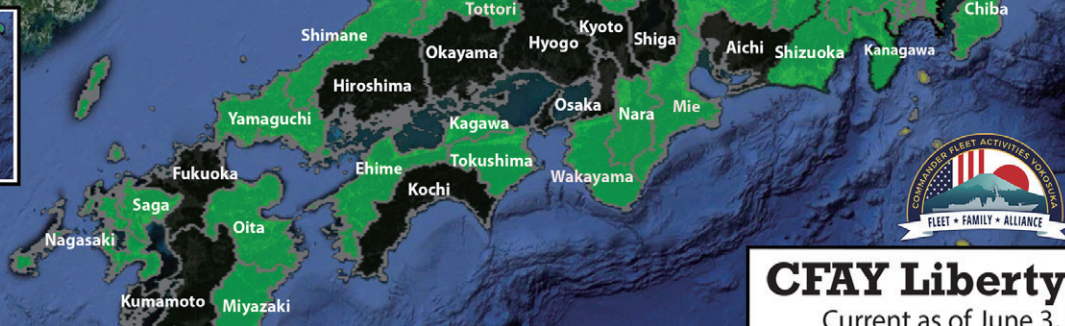 Tottori
Chiba
Shimane
Kyoto
Shiga
Okayama
Hyogo
Aichi
Shizuoka
Kanagawa
Hiroshima
Osaka
Nara
Mie
Yamaguchi
Kagawa
Ehime
Tokushima
Fukuoka
Kochi
Wakayama
Saga
Oita
Nagasaki
Kumamoto
Miyazaki
COMMANDER FLEET ACTIVITIES YOKOSUKA
FLEET ★ FAMILY ★ ALLIANCE
CFAY Liberty
Current as of June 3,